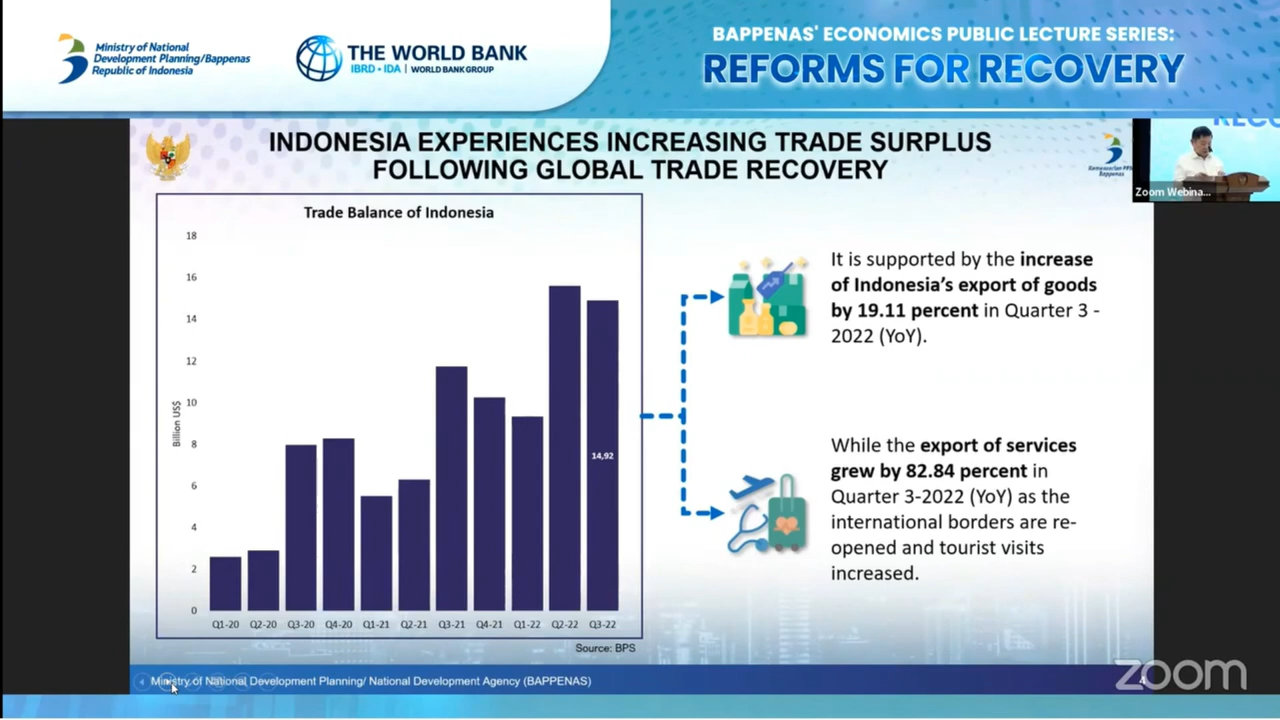 Ministry of National
Development Planning/Bappenas
Republic of Indonesia
THE WORLD BANK
IBRD • IDA | WORLD BANK GROUP
BAPPENAS' ECONOMICS PUBLIC LECTURE SERIES:
REFORMS FOR RECOVERY
INDONESIA EXPERIENCES INCREASING TRADE SURPLUS
FOLLOWING GLOBAL TRADE RECOVERY
Kementerian PPN
Bappenas
Zoom Webina...
Trade Balance of Indonesia
Billion US$
18
16
14
12
10
8
6
4
2
0
14,92
Q1-20 Q2-20 Q3-20 Q4-20 Q1-21 Q2-21 Q3-21 Q4-21 Q1-22 Q2-22 Q3-22
Source: BPS
It is supported by the increase
of Indonesia's export of goods
by 19.11 percent in Quarter 3 -
2022 (YoY).
While the export of services
grew by 82.84 percent in
Quarter 3-2022 (YoY) as the
international borders are re-
opened and tourist visits
increased.
Ministry of National Development Planning/ National Development Agency (BAPPENAS)
4
zoom